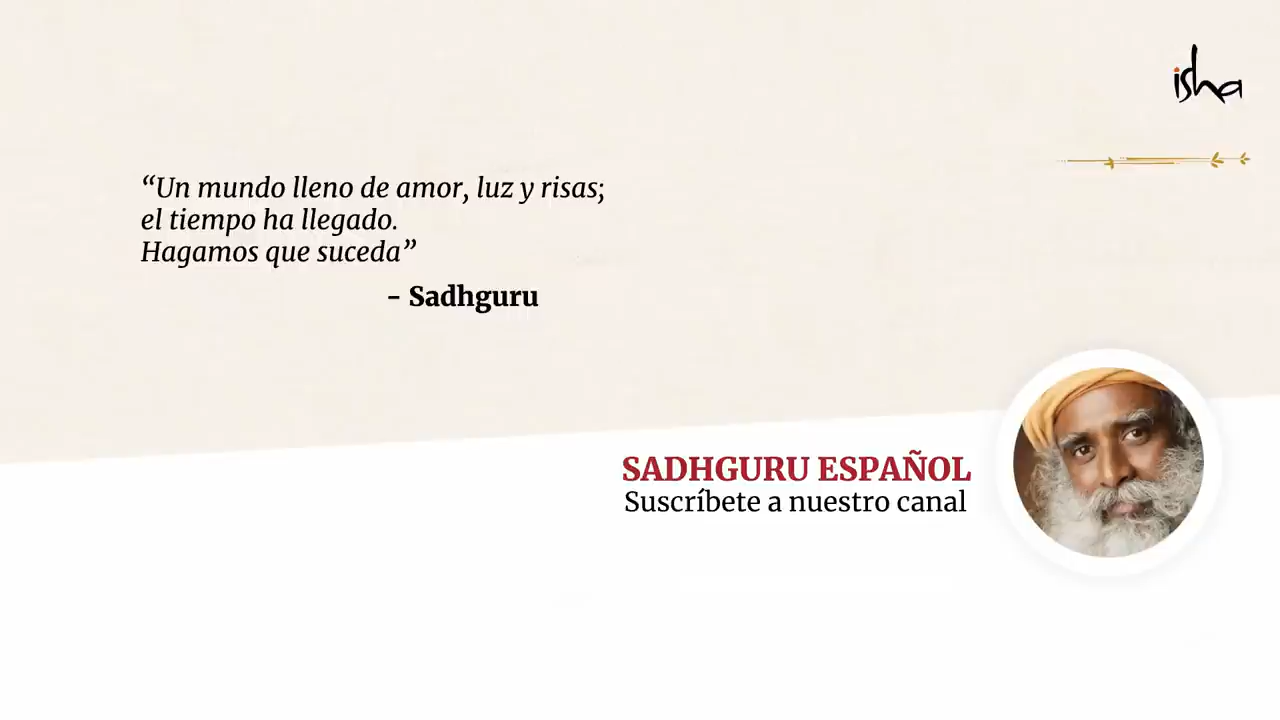 isha
“Un mundo lleno de amor, luz y risas;
el tiempo ha llegado.
Hagamos que suceda”
- Sadhguru
SADHGURU ESPAÑOL
Suscríbete a nuestro canal